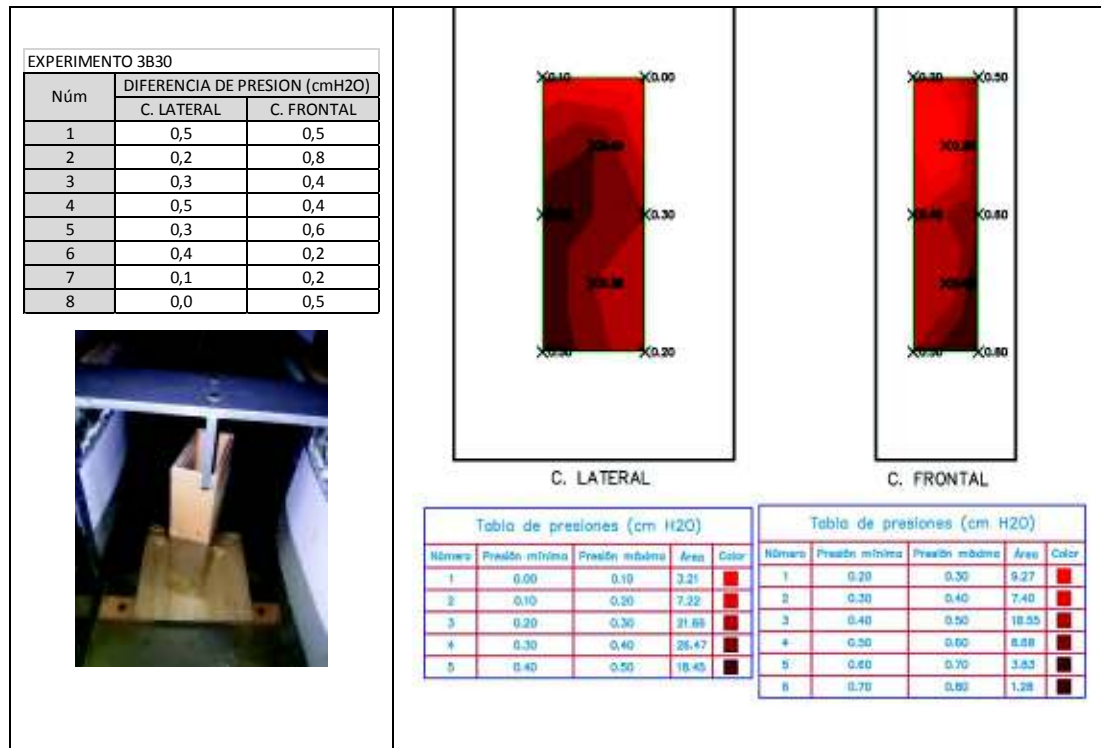 EXPERIMENTO 3B30
Núm DIFERENCIA DE PRESION (cmH2O)
C. LATERAL C. FRONTAL
1 0,5 0,5
2 0,2 0,8
3 0,3 0,4
4 0,5 0,4
5 0,3 0,6
6 0,4 0,2
7 0,1 0,2
8 0,0 0,5
0.10 0.00
0.30
0.20
C. LATERAL
0.50
0.60
0.80
C. FRONTAL
Tabla de presiones (cm H2O)
Número Presión mínima Presión máxima Área Color
1 0.00 0.10 3.21
2 0.10 0.20 7.22
3 0.20 0.30 21.66
4 0.30 0.40 26.47
5 0.40 0.50 18.45
Tabla de presiones (cm H2O)
Número Presión mínima Presión máxima Área Color
1 0.20 0.30 9.27
2 0.30 0.40 7.40
3 0.40 0.50 18.55
4 0.50 0.60
5 0.60 0.70 3.83
6 0.70 0.80 1.28